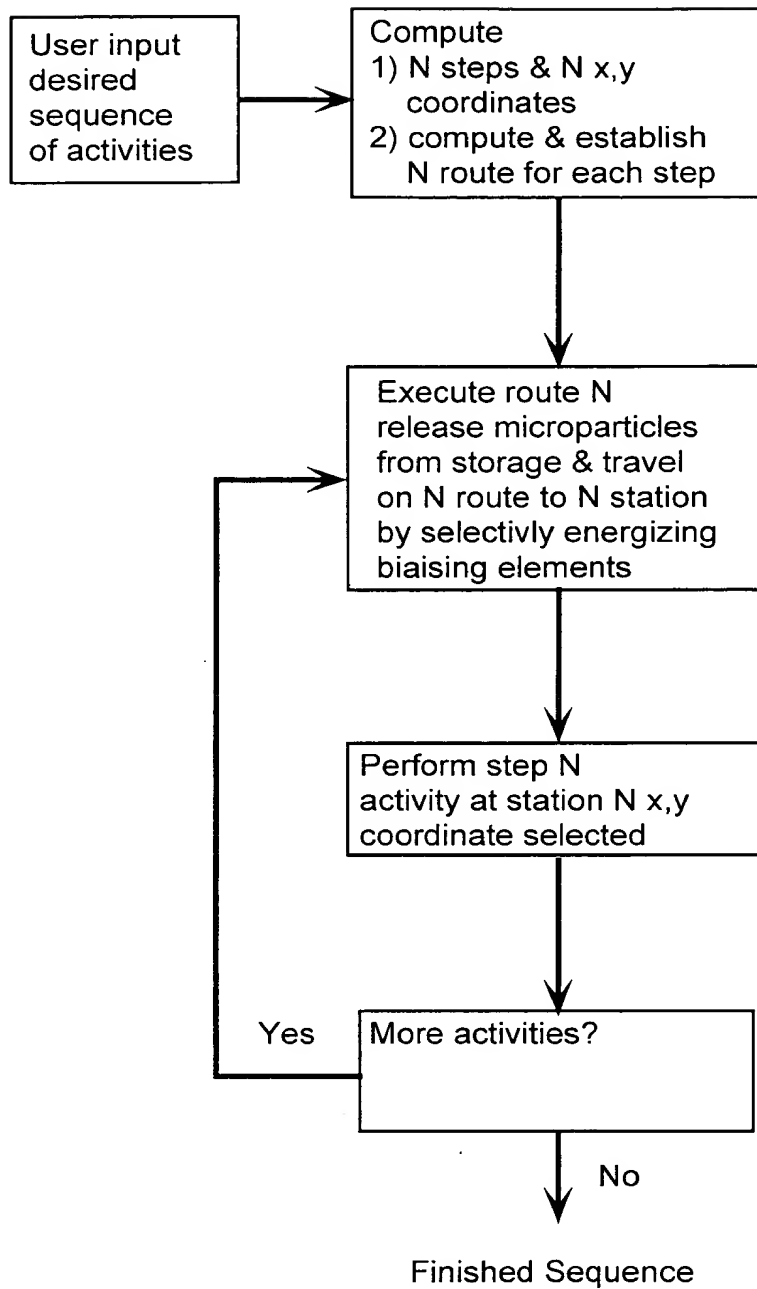 User input
desired
sequence
of activities
Compute
1) N steps & N x,y
coordinates
2) compute & establish
N route for each step
Execute route N
release microparticles
from storage & travel
on N route to N station
by selectivly energizing
biaising elements
Perform step N
activity at station N x,y
coordinate selected
More activities?
Yes
No
Finished Sequence